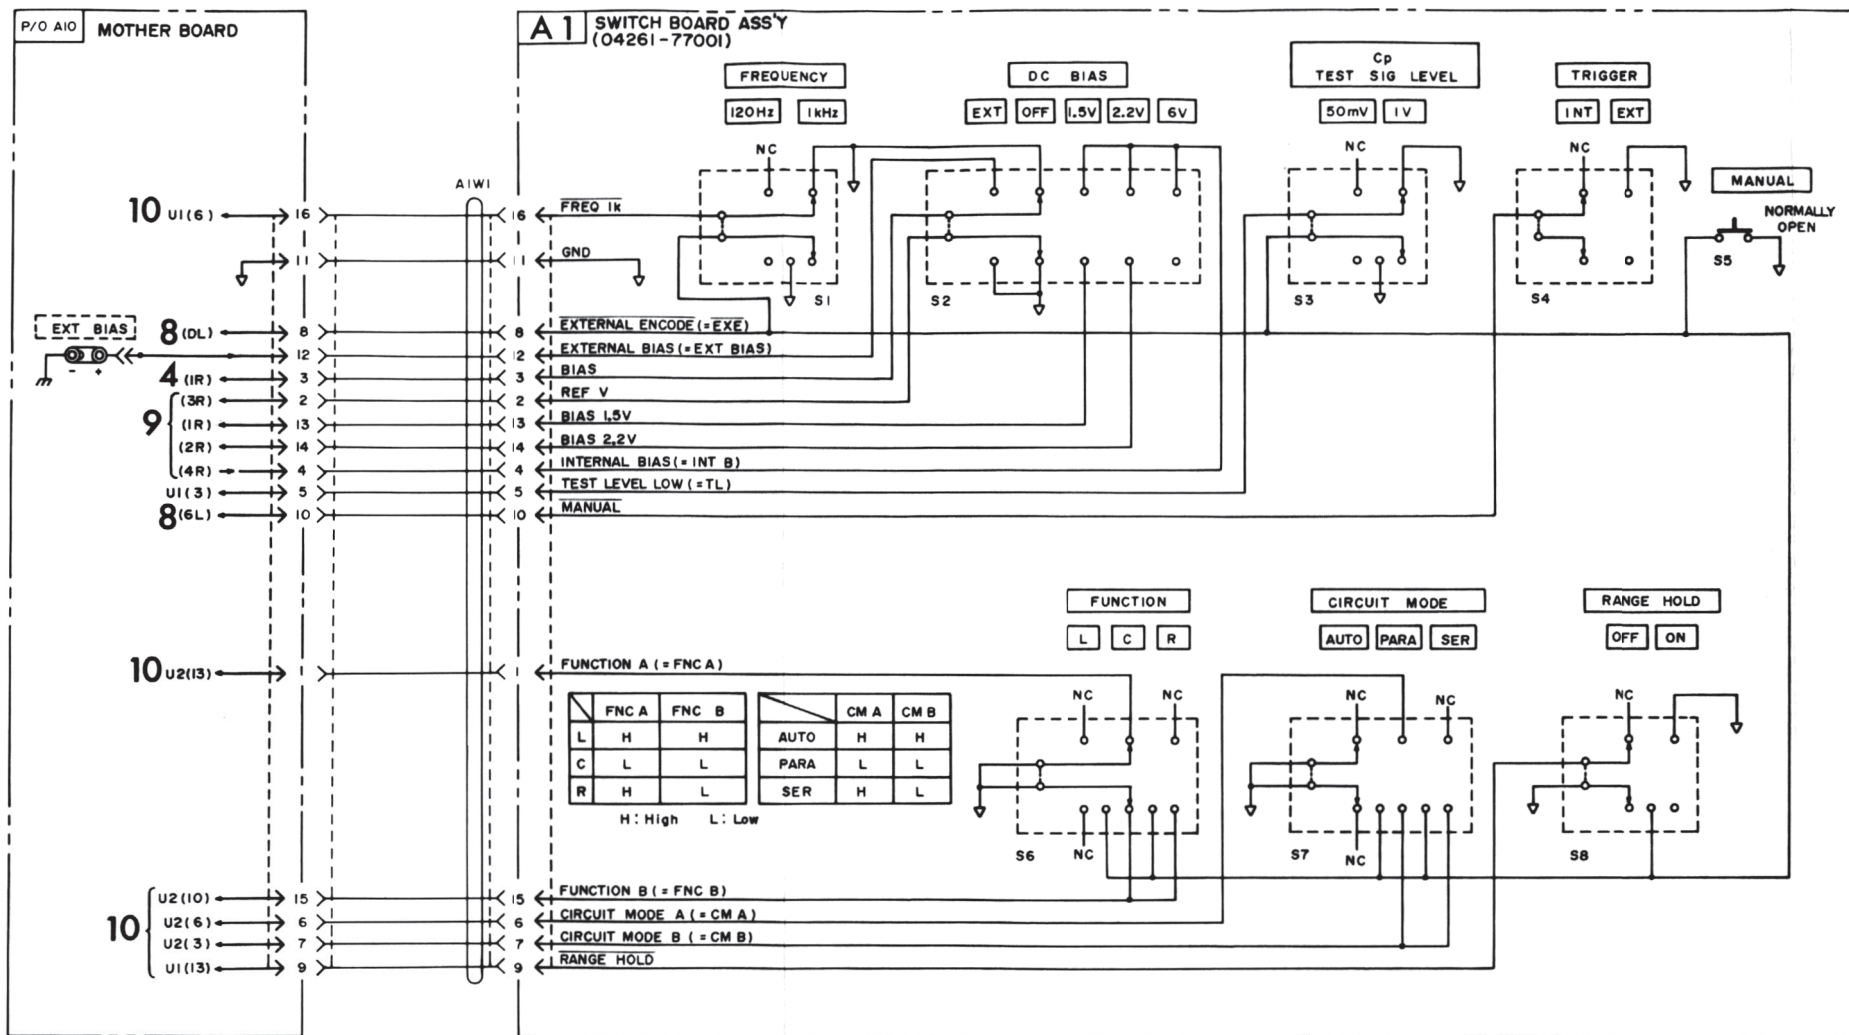 P/O A10 MOTHER BOARD
A1 SWITCH BOARD ASS'Y
(04261-77001)
FREQUENCY
120Hz 1kHz
DC BIAS
EXT OFF 1.5V 2.2V 6V
Cp
TEST SIG LEVEL
50mV 1V
TRIGGER
INT EXT
MANUAL
NORMALLY
OPEN
NC NC NC
A1W1
S1 S2 S3 S4 S5
10 U1(6) 16 16 FREQ 1k
11 11 GND
EXT BIAS
- +
8 (DL) 8 8 EXTERNAL ENCODE (=EXE)
12 12 EXTERNAL BIAS (=EXT BIAS)
4 (1R) 3 3 BIAS
9 (3R) 2 2 REF V
(1R) 13 13 BIAS 1.5V
(2R) 14 14 BIAS 2.2V
(4R) 4 4 INTERNAL BIAS (=INT B)
U1(3) 5 5 TEST LEVEL LOW (=TL)
8 (6L) 10 10 MANUAL
FUNCTION
L C R
CIRCUIT MODE
AUTO PARA SER
RANGE HOLD
OFF ON
10 U2(13) 1 1 FUNCTION A (=FNC A)
FNC A FNC B
L H H
C L L
R H L
CM A CM B
AUTO H H
PARA L L
SER H L
H : High L : Low
NC NC NC NC NC
S6 NC S7 NC S8
10 U2(10) 15 15 FUNCTION B (=FNC B)
U2(6) 6 6 CIRCUIT MODE A (=CM A)
U2(3) 7 7 CIRCUIT MODE B (=CM B)
U1(13) 9 9 RANGE HOLD